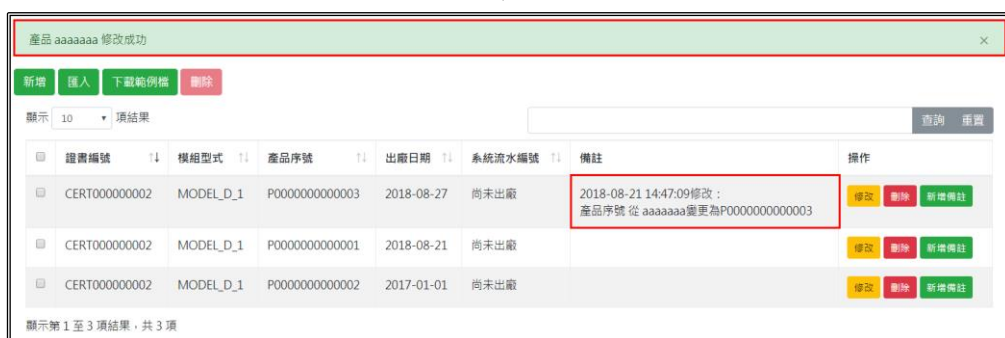 產品 aaaaaaa 修改成功 ×
新增 匯入 下載範例檔 刪除
顯示 10 項結果 查詢 重置
證書編號 模組型式 產品序號 出廠日期 系統流水編號 備註 操作
CERT000000002 MODEL_D_1 P0000000000003 2018-08-27 尚未出廠 2018-08-21 14:47:09修改： 修改 刪除 新增備註
產品序號 從 aaaaaaa變更為P0000000000003
CERT000000002 MODEL_D_1 P0000000000001 2018-08-21 尚未出廠 修改 刪除 新增備註
CERT000000002 MODEL_D_1 P0000000000002 2017-01-01 尚未出廠 修改 刪除 新增備註
顯示第 1 至 3 項結果，共 3 項